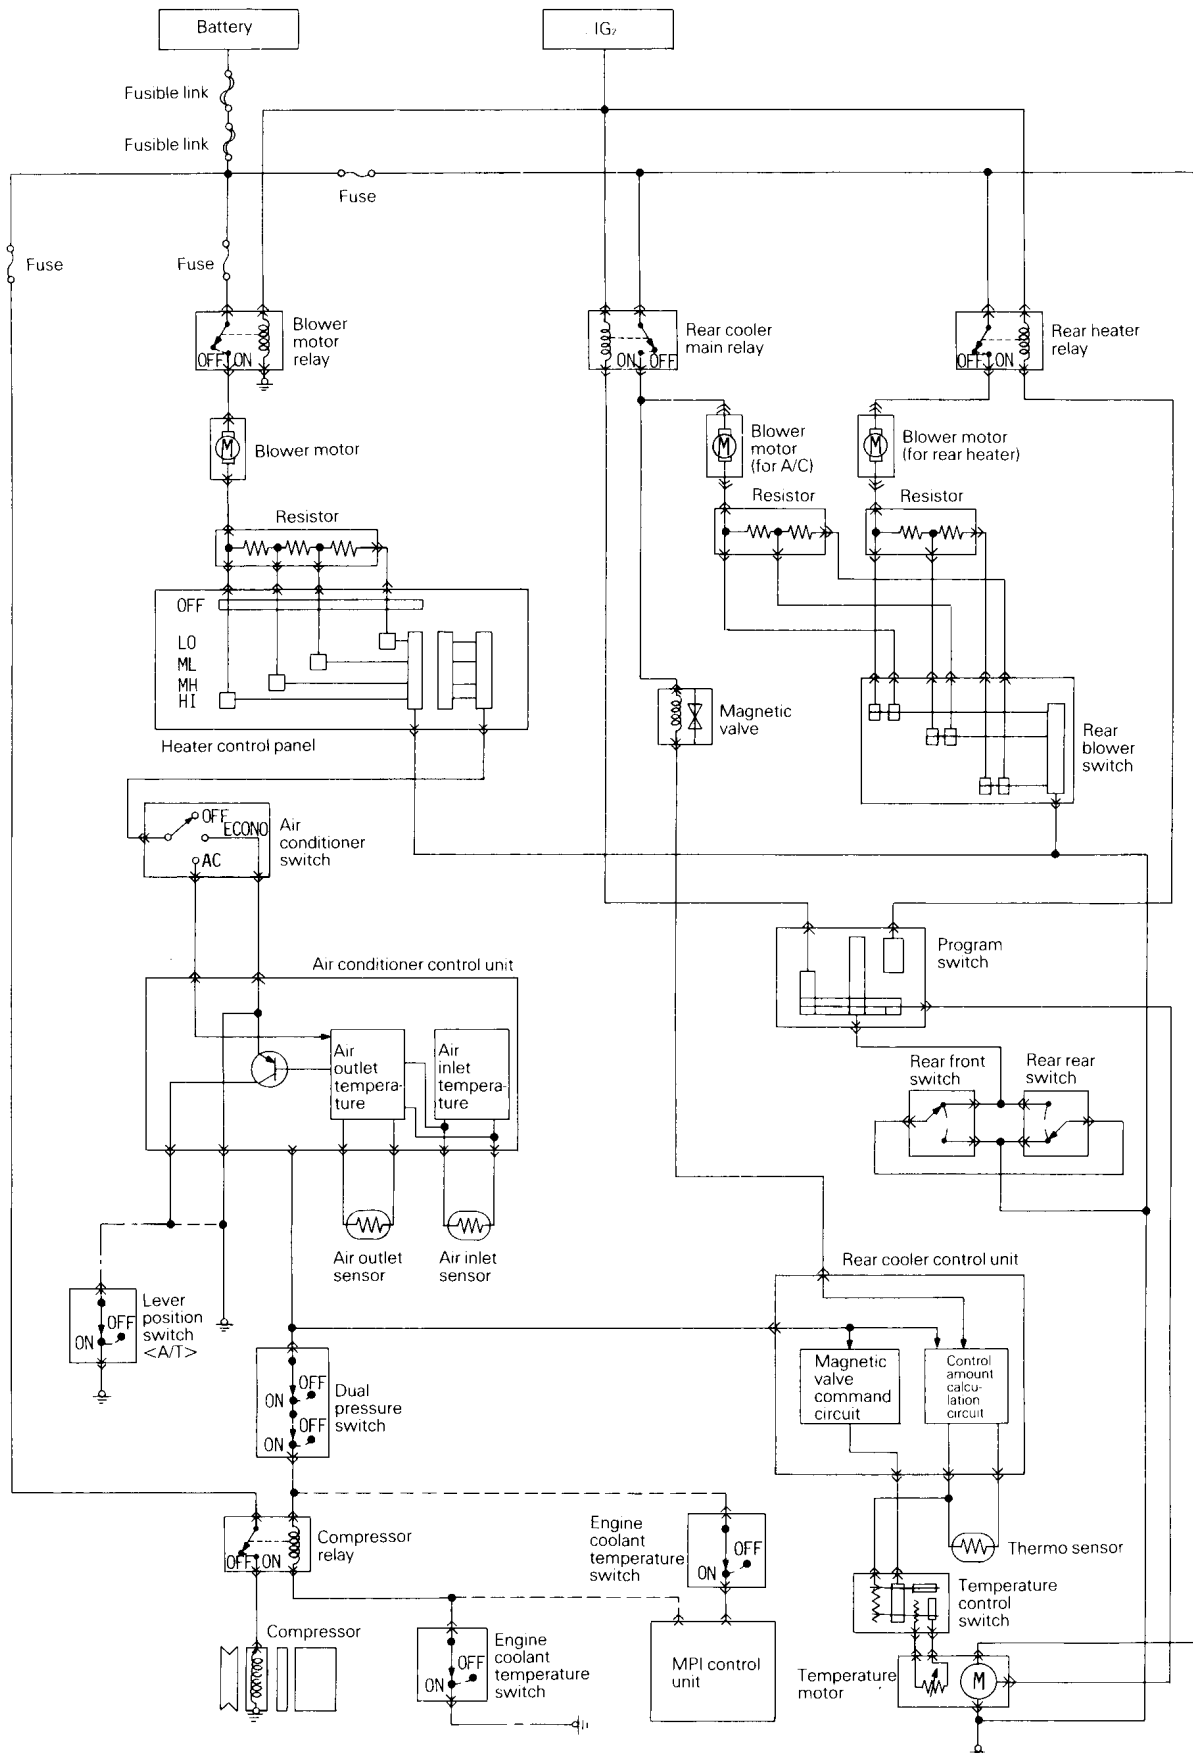 Battery
IG₂
Fusible link
Fusible link
Fuse
Fuse
Fuse
Blower
motor
relay
OFF ON
Rear cooler
main relay
ON OFF
Rear heater
relay
OFF ON
M
Blower motor
M
Blower
motor
(for A/C)
M
Blower motor
(for rear heater)
Resistor
Resistor
Resistor
OFF
LO
ML
MH
HI
Heater control panel
Magnetic
valve
Rear
blower
switch
OFF
ECONO
AC
Air
conditioner
switch
Program
switch
Air conditioner control unit
Air
outlet
tempera-
ture
Air
inlet
tempera-
ture
Rear front
switch
Rear rear
switch
Air outlet
sensor
Air inlet
sensor
Rear cooler control unit
Lever
position
switch
<A/T>
OFF
ON
Magnetic
valve
command
circuit
Control
amount
calcu-
lation
circuit
OFF
ON
OFF
ON
Dual
pressure
switch
Compressor
relay
OFF ON
Engine
coolant
temperature
switch
OFF
ON
Thermo sensor
Temperature
control
switch
Compressor
OFF
ON
Engine
coolant
temperature
switch
MPI control
unit
Temperature
motor
M